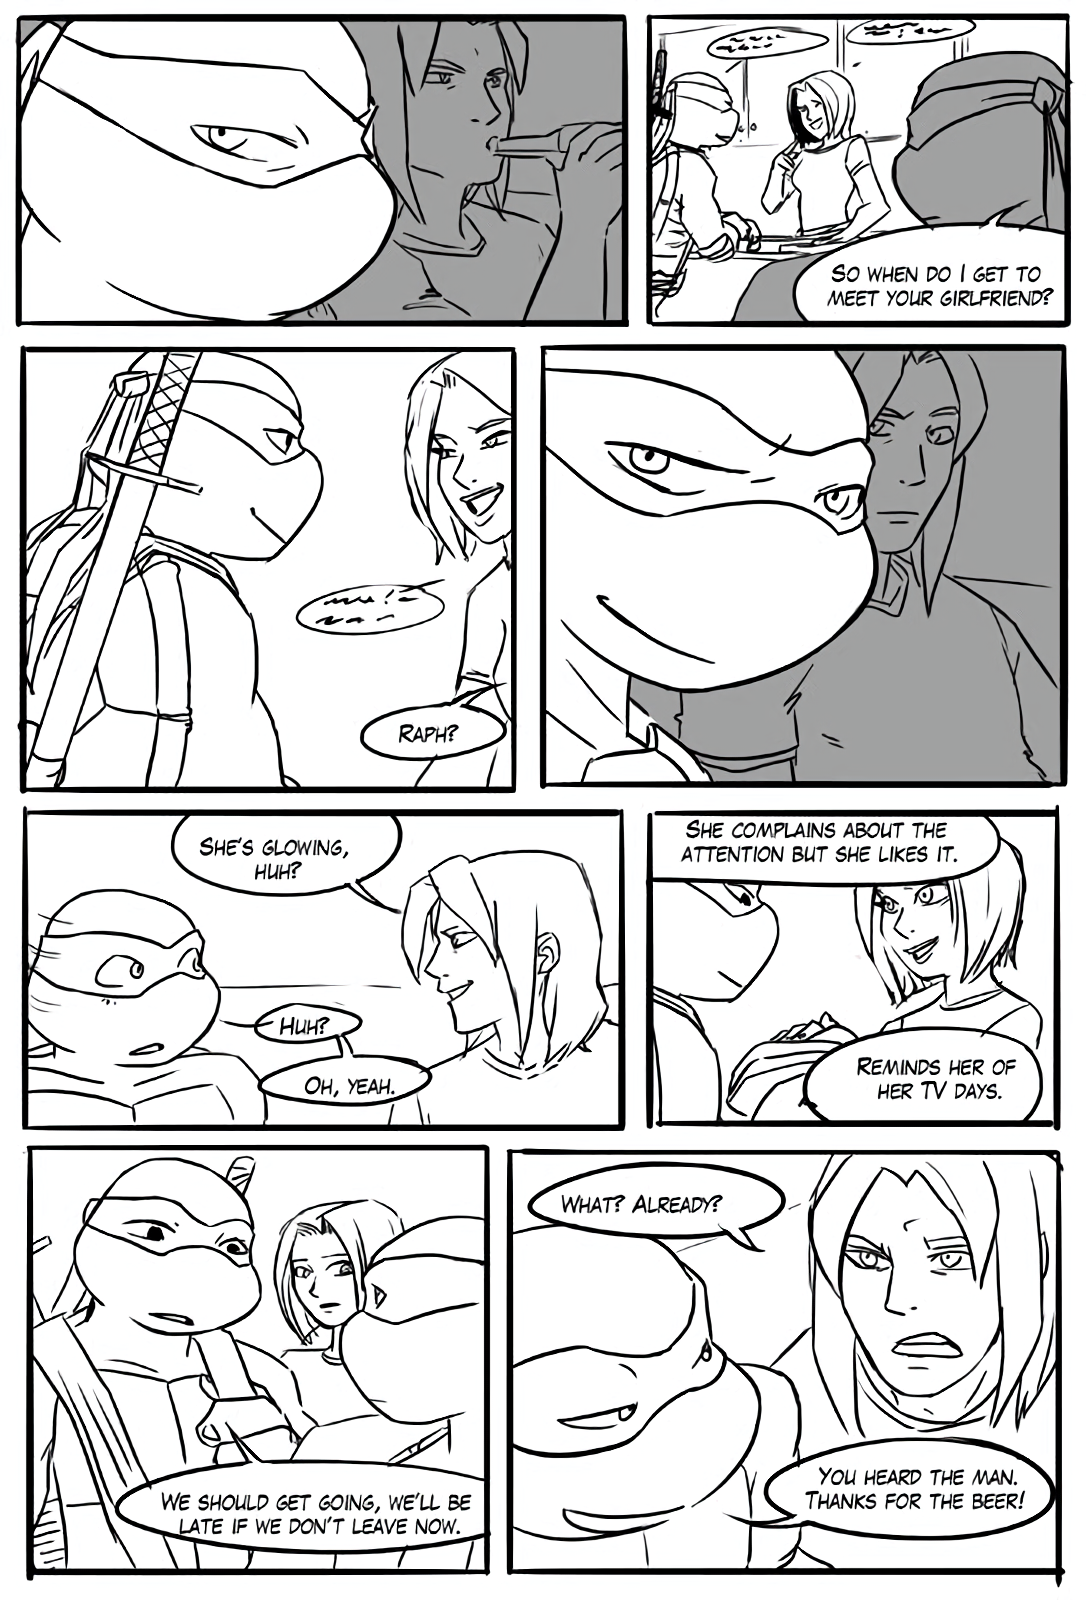 So when do I get to
meet your girlfriend?
Raph?
She's glowing,
huh?
Huh?
Oh, yeah.
She complains about the
attention but she likes it.
Reminds her of
her TV days.
We should get going, we'll be
late if we don't leave now.
What? Already?
You heard the man.
Thanks for the beer!